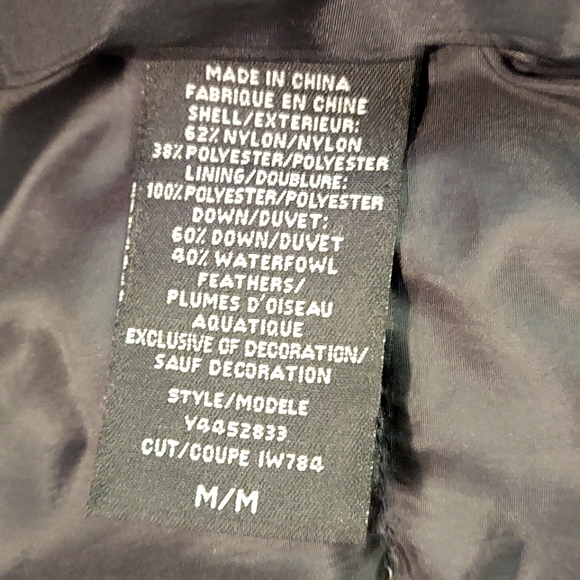 MADE IN CHINA
FABRIQUE EN CHINE
SHELL/EXTERIEUR:
62% NYLON/NYLON
38% POLYESTER/POLYESTER
LINING/DOUBLURE:
100% POLYESTER/POLYESTER
DOWN/DUVET:
60% DOWN/DUVET
40% WATERFOWL
FEATHERS/
PLUMES D'OISEAU
AQUATIQUE
EXCLUSIVE OF DECORATION/
SAUF DECORATION
STYLE/MODELE
Y4452833
CUT/COUPE IW784
M/M